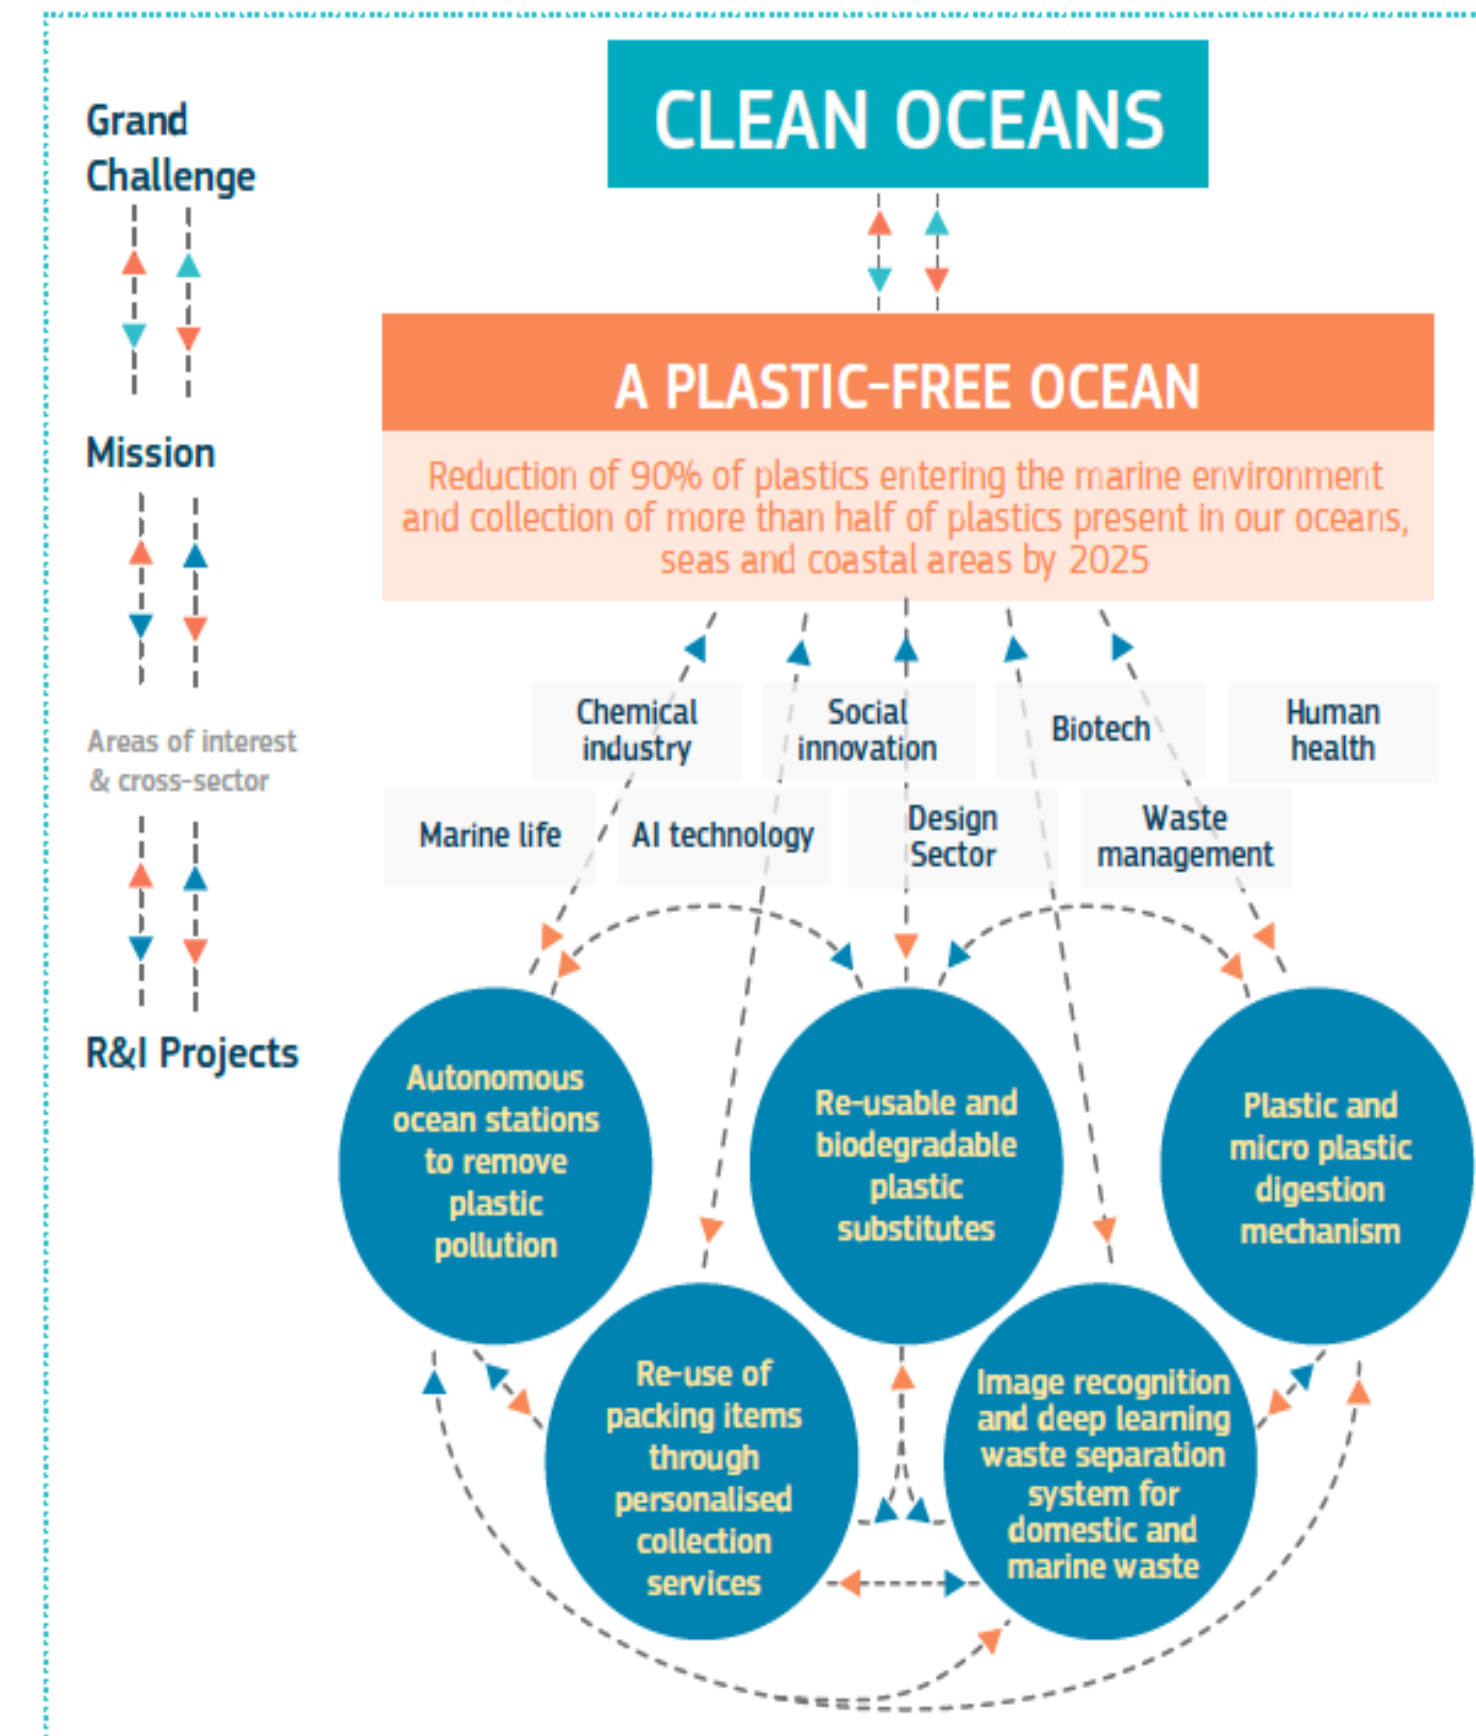 Grand
Challenge
CLEAN OCEANS
Mission
A PLASTIC-FREE OCEAN
Reduction of 90% of plastics entering the marine environment
and collection of more than half of plastics present in our oceans,
seas and coastal areas by 2025
Areas of interest
& cross-sector
Chemical
industry
Social
innovation
Biotech
Human
health
Marine life
AI technology
Design
Sector
Waste
management
R&I Projects
Autonomous
ocean stations
to remove
plastic
pollution
Re-usable and
biodegradable
plastic
substitutes
Plastic and
micro plastic
digestion
mechanism
Re-use of
packing items
through
personalised
collection
services
Image recognition
and deep learning
waste separation
system for
domestic and
marine waste